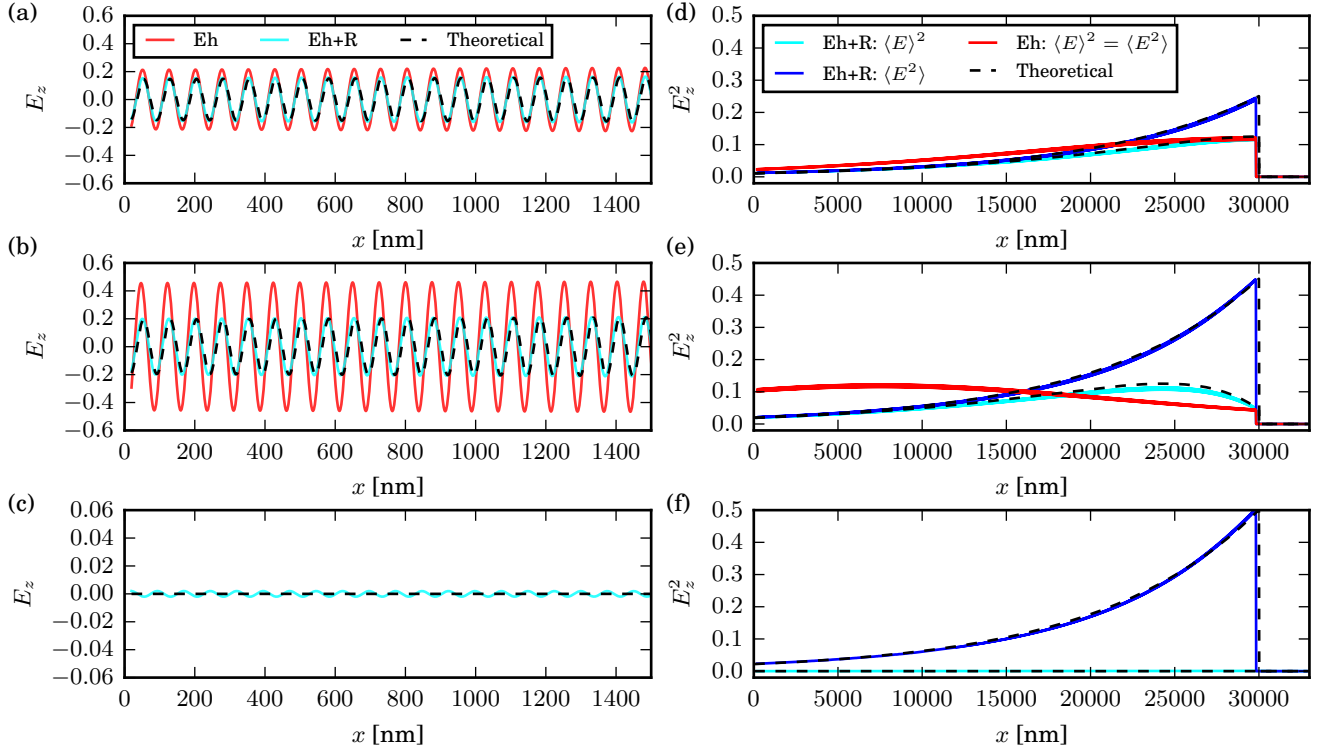 (a)
0.6
0.4
0.2
0.0
−0.2
−0.4
−0.6
E_z
Eh Eh+R Theoretical
0 200 400 600 800 1000 1200 1400
x [nm]
(d)
0.5
0.4
0.3
0.2
0.1
0.0
E_z^2
Eh+R: ⟨E⟩² Eh: ⟨E⟩² = ⟨E²⟩
Eh+R: ⟨E²⟩ Theoretical
0 5000 10000 15000 20000 25000 30000
x [nm]
(b)
0.6
0.4
0.2
0.0
−0.2
−0.4
−0.6
E_z
0 200 400 600 800 1000 1200 1400
x [nm]
(e)
0.5
0.4
0.3
0.2
0.1
0.0
E_z^2
0 5000 10000 15000 20000 25000 30000
x [nm]
(c)
0.06
0.04
0.02
0.00
−0.02
−0.04
−0.06
E_z
0 200 400 600 800 1000 1200 1400
x [nm]
(f)
0.5
0.4
0.3
0.2
0.1
0.0
E_z^2
0 5000 10000 15000 20000 25000 30000
x [nm]